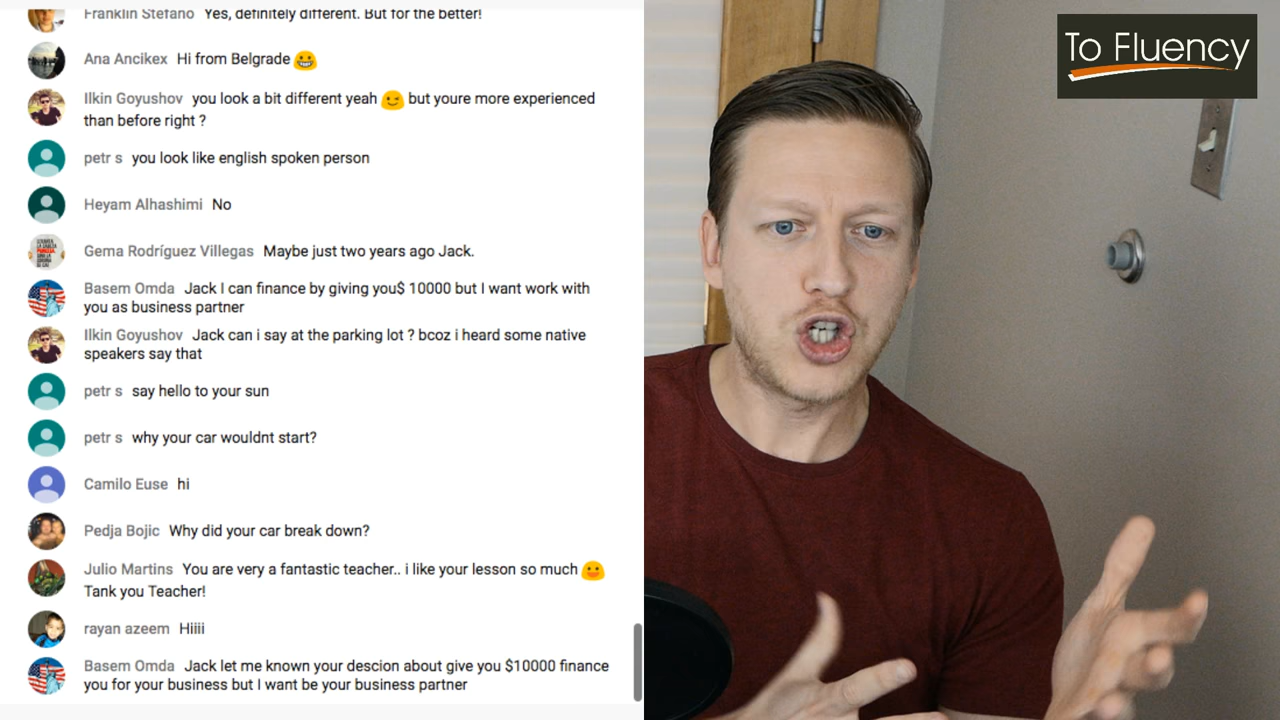 Franklin Stefano Yes, definitely different. But for the better!
Ana Ancikex Hi from Belgrade 😁
Ilkin Goyushov you look a bit different yeah 😉 but youre more experienced
than before right ?
petr s you look like english spoken person
Heyam Alhashimi No
Gema Rodríguez Villegas Maybe just two years ago Jack.
Basem Omda Jack I can finance by giving you$ 10000 but I want work with
you as business partner
Ilkin Goyushov Jack can i say at the parking lot ? bcoz i heard some native
speakers say that
petr s say hello to your sun
petr s why your car wouldnt start?
Camilo Euse hi
Pedja Bojic Why did your car break down?
Julio Martins You are very a fantastic teacher.. i like your lesson so much 😀
Tank you Teacher!
rayan azeem Hiiii
Basem Omda Jack let me known your descion about give you $10000 finance
you for your business but I want be your business partner
To Fluency